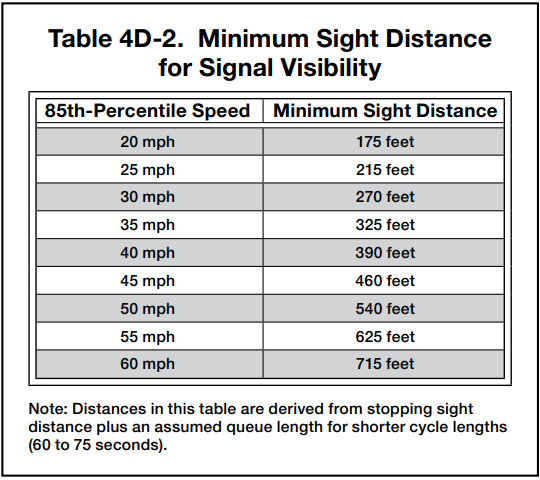 Table 4D-2. Minimum Sight Distance
for Signal Visibility
85th-Percentile Speed Minimum Sight Distance
20 mph 175 feet
25 mph 215 feet
30 mph 270 feet
35 mph 325 feet
40 mph 390 feet
45 mph 460 feet
50 mph 540 feet
55 mph 625 feet
60 mph 715 feet
Note: Distances in this table are derived from stopping sight
distance plus an assumed queue length for shorter cycle lengths
(60 to 75 seconds).